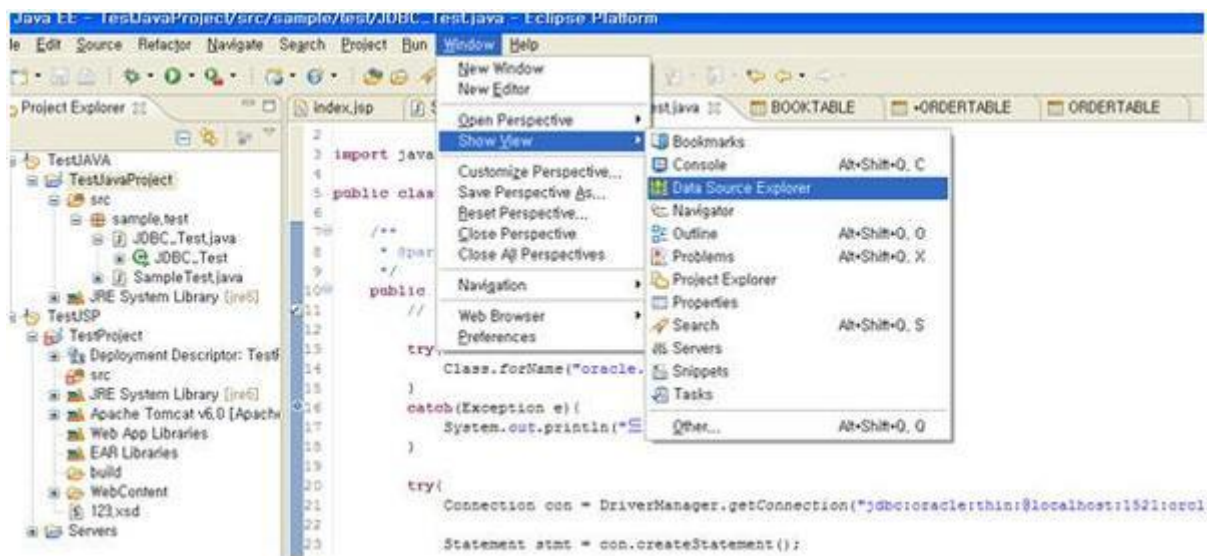 Java EE - TestJavaProject/src/sample/test/JDBC_Test.java - Eclipse Platform
Edit Source Refactor Navigate Search Project Run Window Help
New Window
New Editor
Open Perspective
Show View
Customize Perspective...
Save Perspective As...
Reset Perspective...
Close Perspective
Close All Perspectives
Navigation
Web Browser
Preferences
Bookmarks
Console Alt+Shift+Q, C
Data Source Explorer
Navigator
Outline Alt+Shift+Q, O
Problems Alt+Shift+Q, X
Project Explorer
Properties
Search Alt+Shift+Q, S
Servers
Snippets
Tasks
Other... Alt+Shift+Q, Q
Project Explorer
TestJAVA
TestJavaProject
src
sample.test
JDBC_Test.java
JDBC_Test
SampleTest.java
JRE System Library [jre6]
TestJSP
TestProject
Deployment Descriptor: Test
src
JRE System Library [jre6]
Apache Tomcat v6.0 [Apache
Web App Libraries
EAR Libraries
build
WebContent
123.xsd
Servers
index.jsp BOOKTABLE *ORDERTABLE ORDERTABLE
2
3 import java
4
5 public clas
6
7 /**
8 * @par
9 */
10 public
11 //
12
13 try{
14 Class.forName("oracle.
15 }
16 catch(Exception e){
17 System.out.println("
18 }
19
20 try{
21 Connection con = DriverManager.getConnection("jdbc:oracle:thin:@localhost:1521:orcl
22
23 Statement stmt = con.createStatement();